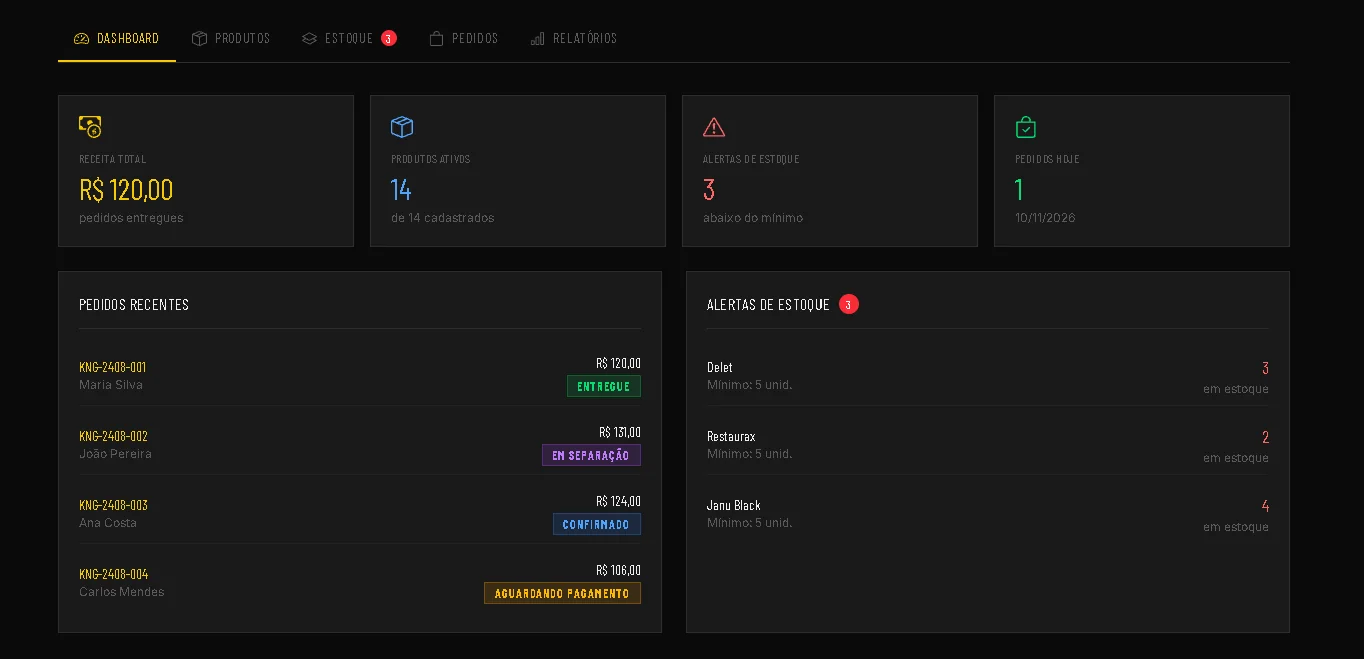 DASHBOARD PRODUTOS ESTOQUE 3 PEDIDOS RELATÓRIOS
RECEITA TOTAL
R$ 120,00
pedidos entregues
PRODUTOS ATIVOS
14
de 14 cadastrados
ALERTAS DE ESTOQUE
3
abaixo do mínimo
PEDIDOS HOJE
1
10/11/2026
PEDIDOS RECENTES
KNG-2408-001
Maria Silva
R$ 120,00
ENTREGUE
KNG-2408-002
João Pereira
R$ 131,00
EM SEPARAÇÃO
KNG-2408-003
Ana Costa
R$ 124,00
CONFIRMADO
KNG-2408-004
Carlos Mendes
R$ 106,00
AGUARDANDO PAGAMENTO
ALERTAS DE ESTOQUE 3
Delet
Mínimo: 5 unid.
3
em estoque
Restaurax
Mínimo: 5 unid.
2
em estoque
Janu Black
Mínimo: 5 unid.
4
em estoque